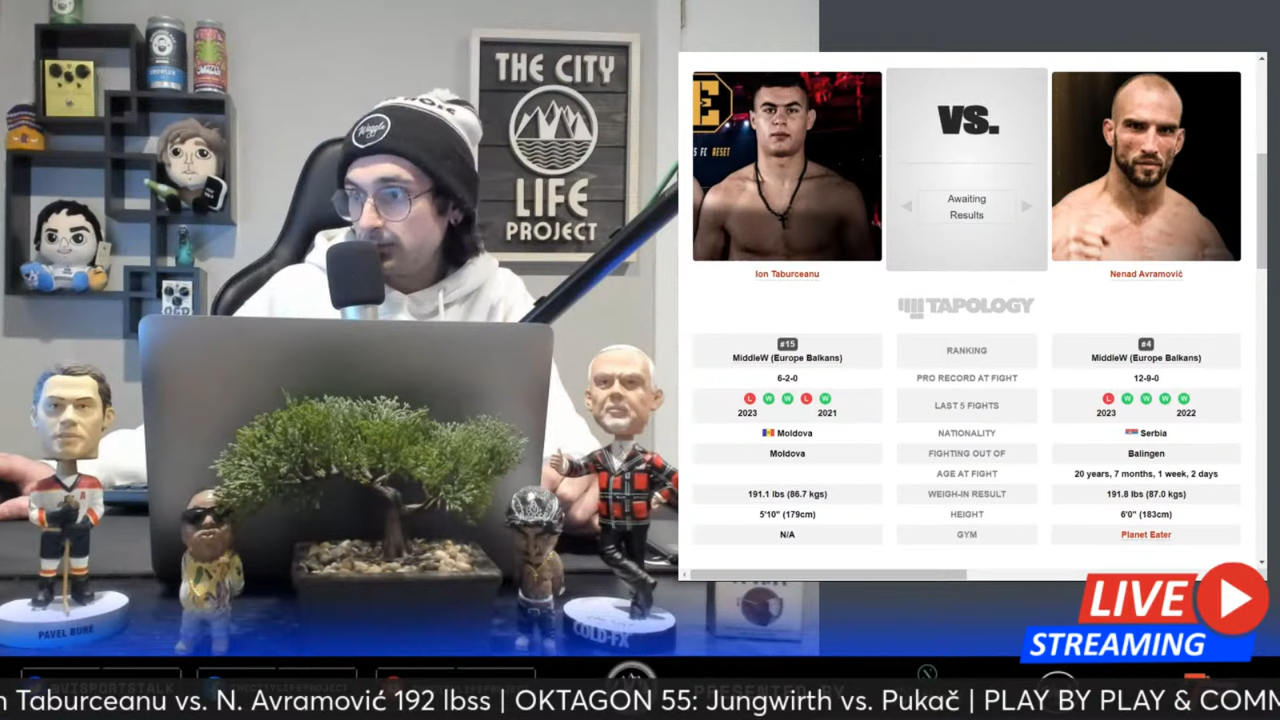 THE CITY
LIFE
PROJECT
Waggle
PAVEL BURE
COLD-FX
E
S FC RESET
VS.
Awaiting
Results
Ion Taburceanu
Nenad Avramović
TAPOLOGY
#15
MiddleW (Europe Balkans)
RANKING
#4
MiddleW (Europe Balkans)
6-2-0
PRO RECORD AT FIGHT
12-9-0
L W W L W
2023 2021
LAST 5 FIGHTS
L W W W W
2023 2022
Moldova
NATIONALITY
Serbia
Moldova
FIGHTING OUT OF
Balingen
AGE AT FIGHT
20 years, 7 months, 1 week, 2 days
191.1 lbs (86.7 kgs)
WEIGH-IN RESULT
191.8 lbs (87.0 kgs)
5'10" (179cm)
HEIGHT
6'0" (183cm)
N/A
GYM
Planet Eater
LIVE
STREAMING
n Taburceanu vs. N. Avramović 192 lbss | OKTAGON 55: Jungwirth vs. Pukač | PLAY BY PLAY & COMM